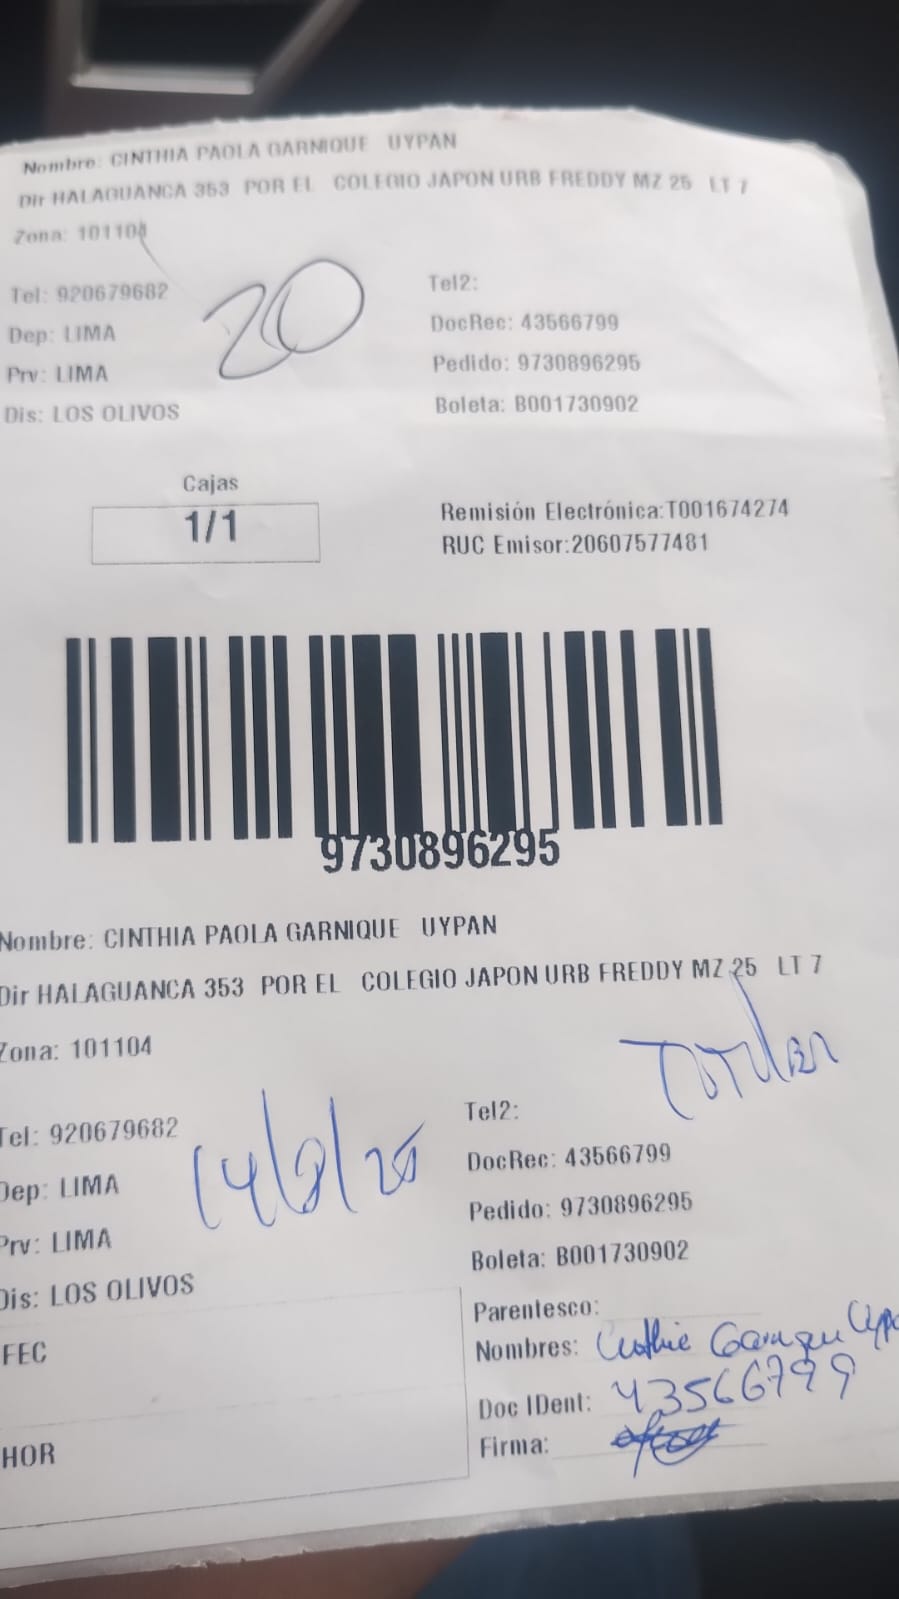 Nombre: CINTHIA PAOLA GARNIQUE UYPAN
Dir HALAGUANCA 353 POR EL COLEGIO JAPON URB FREDDY MZ 25 LT 7
Zona: 101104
Tel: 920679682
Tel2:
20
Dep: LIMA
DocRec: 43566799
Prv: LIMA
Pedido: 9730896295
Dis: LOS OLIVOS
Boleta: B001730902
Cajas
1/1
Remisión Electrónica:T001674274
RUC Emisor:20607577481
9730896295
Nombre: CINTHIA PAOLA GARNIQUE UYPAN
Dir HALAGUANCA 353 POR EL COLEGIO JAPON URB FREDDY MZ 25 LT 7
Zona: 101104
Tel: 920679682
Tel2:
Dep: LIMA
DocRec: 43566799
Prv: LIMA
Pedido: 9730896295
Dis: LOS OLIVOS
Boleta: B001730902
Parentesco:
FEC
Nombres:
Doc IDent: 43566799
HOR
Firma: